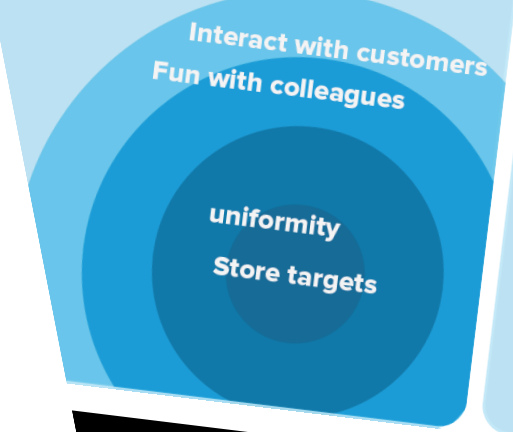 Interact with customers
Fun with colleagues
uniformity
Store targets